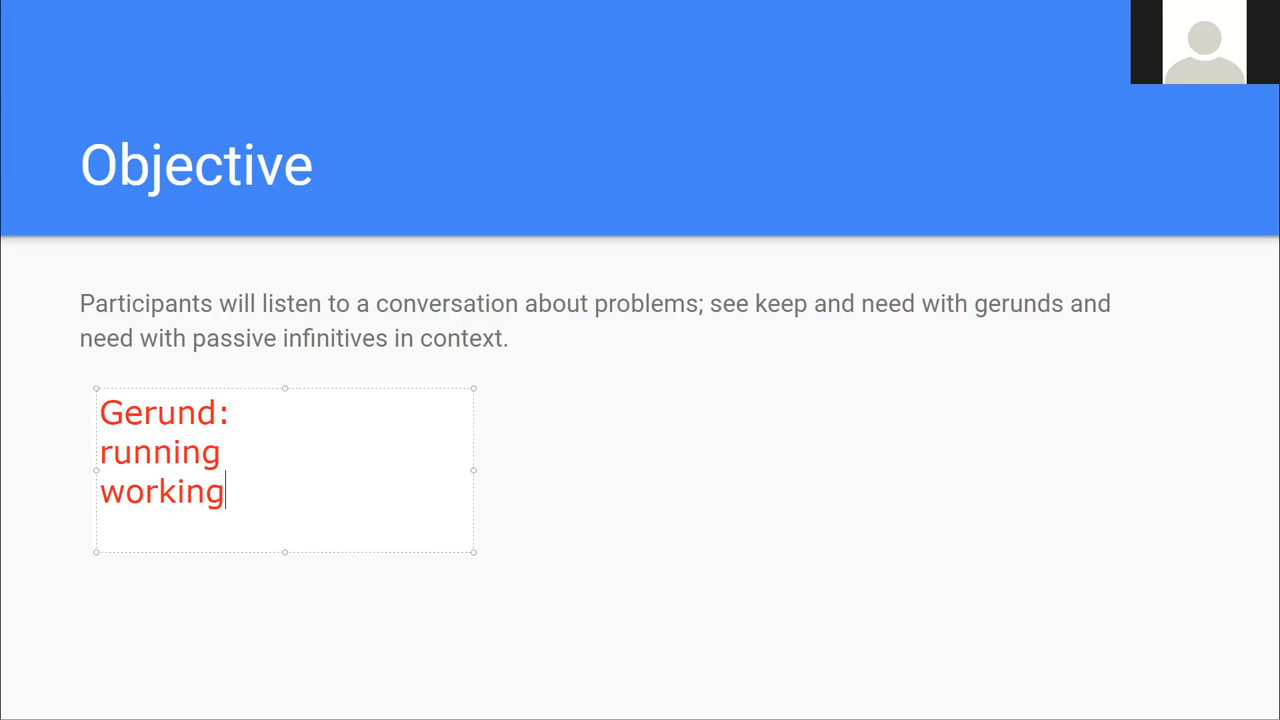 Objective
Participants will listen to a conversation about problems; see keep and need with gerunds and
need with passive infinitives in context.
Gerund:
running
working